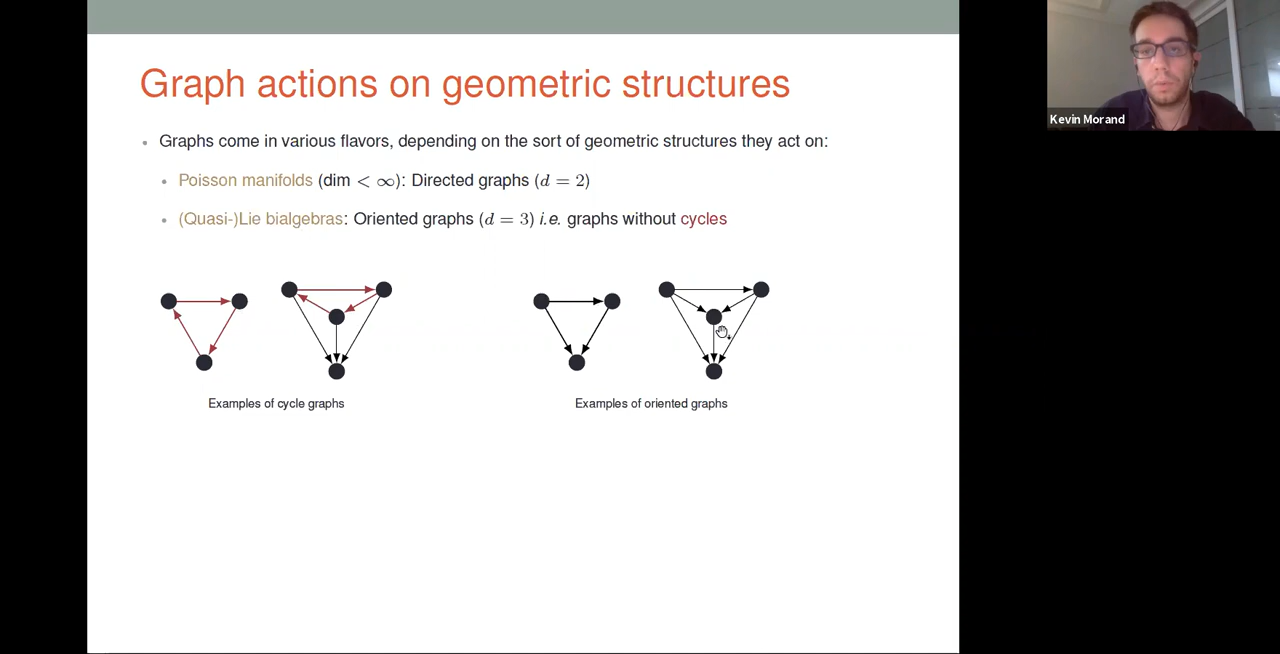 Graph actions on geometric structures
Graphs come in various flavors, depending on the sort of geometric structures they act on:
Poisson manifolds (dim < ∞): Directed graphs (d = 2)
(Quasi-)Lie bialgebras: Oriented graphs (d = 3) i.e. graphs without cycles
Examples of cycle graphs
Examples of oriented graphs
Kevin Morand